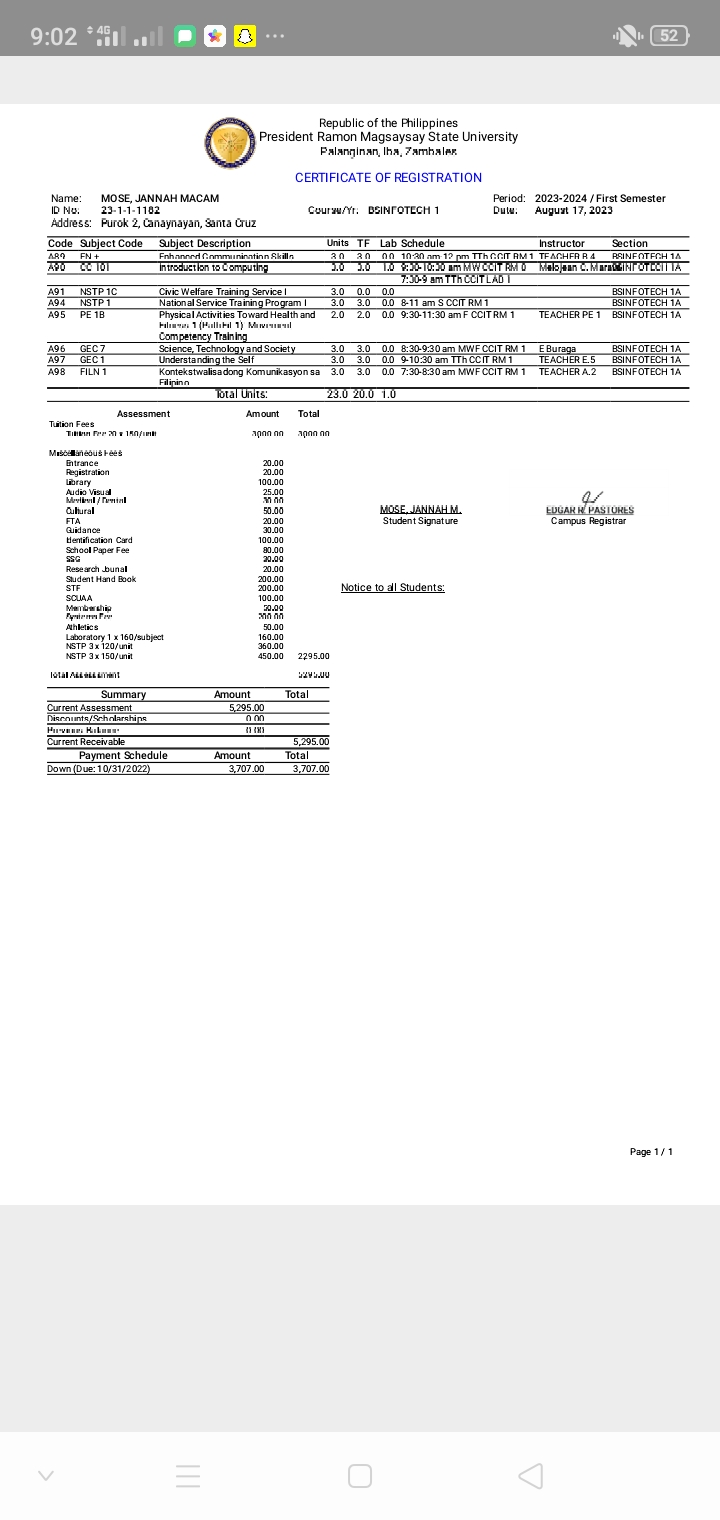 9:02 4G 52
Republic of the Philippines
President Ramon Magsaysay State University
Palanginan, Iba, Zambales
CERTIFICATE OF REGISTRATION
Name: MOSE, JANNAH MACAM Period: 2023-2024 / First Semester
ID No: 23-1-1-1182 Course/Yr: BSINFOTECH 1 Date: August 17, 2023
Address: Purok 2, Canaynayan, Santa Cruz
Code Subject Code Subject Description Units TF Lab Schedule Instructor Section
A89 EN + Enhanced Communication Skills 3.0 3.0 0.0 10:30 am-12 pm TTh CCIT RM 1 TEACHER B.4 BSINFOTECH 1A
A90 CC 101 Introduction to Computing 3.0 3.0 1.0 9:30-10:30 am MW CCIT RM 0 Melojean C. BSINFOTECH 1A
7:30-9 am TTh CCIT LAB 1
A91 NSTP 1C Civic Welfare Training Service I 3.0 0.0 0.0 BSINFOTECH 1A
A94 NSTP 1 National Service Training Program I 3.0 3.0 0.0 8-11 am S CCIT RM 1 BSINFOTECH 1A
A95 PE 1B Physical Activities Toward Health and 2.0 2.0 0.0 9:30-11:30 am F CCIT RM 1 TEACHER PE 1 BSINFOTECH 1A
Fitness 1 (PathFit 1): Movement
Competency Training
A96 GEC 7 Science, Technology and Society 3.0 3.0 0.0 8:30-9:30 am MWF CCIT RM 1 E Buraga BSINFOTECH 1A
A97 GEC 1 Understanding the Self 3.0 3.0 0.0 9-10:30 am TTh CCIT RM 1 TEACHER E.5 BSINFOTECH 1A
A98 FILN 1 Kontekstwalisadong Komunikasyon sa 3.0 3.0 0.0 7:30-8:30 am MWF CCIT RM 1 TEACHER A.2 BSINFOTECH 1A
Filipino
Total Units: 23.0 20.0 1.0
Assessment Amount Total
Tuition Fees
Tuition Fee 20 x 150/unit 3,000.00 3,000.00
Miscellaneous Fees
Entrance 20.00
Registration 20.00
Library 100.00
Audio Visual 25.00
Medical / Dental 30.00
Cultural 50.00
FTA 20.00
Guidance 30.00
Identification Card 100.00
School Paper Fee 80.00
SSG 30.00
Research Jounal 20.00
Student Hand Book 200.00
STF 200.00
SCUAA 100.00
Membership 50.00
Systems Fee 200.00
Athletics 50.00
Laboratory 1 x 160/subject 160.00
NSTP 3 x 120/unit 360.00
NSTP 3 x 150/unit 450.00 2,295.00
Total Assessment 5,295.00
MOSE, JANNAH M. EDGAR R. PASTORES
Student Signature Campus Registrar
Notice to all Students:
Summary Amount Total
Current Assessment 5,295.00
Discounts/Scholarships 0.00
Previous Balance 0.00
Current Receivable 5,295.00
Payment Schedule Amount Total
Down (Due: 10/31/2022) 3,707.00 3,707.00
Page 1 / 1